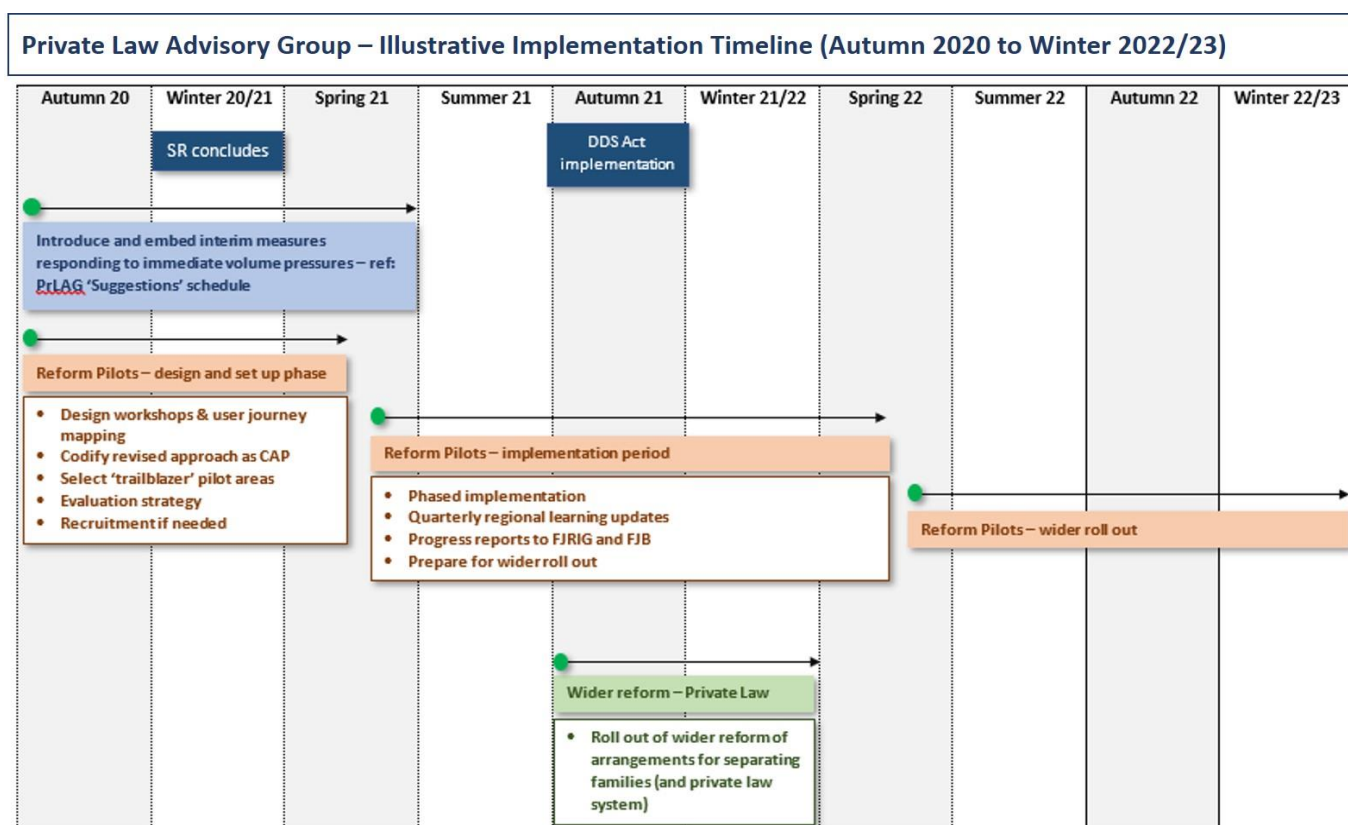 Private Law Advisory Group – Illustrative Implementation Timeline (Autumn 2020 to Winter 2022/23)
Autumn 20 Winter 20/21 Spring 21 Summer 21 Autumn 21 Winter 21/22 Spring 22 Summer 22 Autumn 22 Winter 22/23
SR concludes
DDS Act
implementation
Introduce and embed interim measures
responding to immediate volume pressures – ref:
PrLAG ‘Suggestions’ schedule
Reform Pilots – design and set up phase
• Design workshops & user journey
mapping
• Codify revised approach as CAP
• Select ‘trailblazer’ pilot areas
• Evaluation strategy
• Recruitment if needed
Reform Pilots – implementation period
• Phased implementation
• Quarterly regional learning updates
• Progress reports to FJRIG and FJB
• Prepare for wider roll out
Reform Pilots – wider roll out
Wider reform – Private Law
• Roll out of wider reform of
arrangements for separating
families (and private law
system)